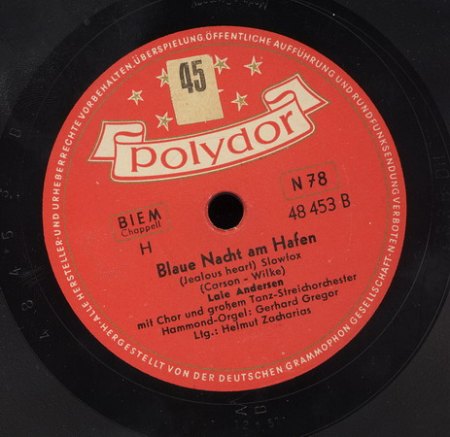 ALLE HERSTELLER- UND URHEBERRECHTE VORBEHALTEN, ÜBERSPIELUNG, ÖFFENTLICHE AUFFÜHRUNG UND RUNDFUNKSENDUNG VERBOTEN
45
polydor
BIEM
Chappell
H
N 78
48 453 B
Blaue Nacht am Hafen
(Jealous heart) Slowfox
(Carson - Wilke)
Lale Andersen
mit Chor und großem Tanz-Streichorchester
Hammond-Orgel: Gerhard Gregor
Ltg.: Helmut Zacharias
HERGESTELLT VON DER DEUTSCHEN GRAMMOPHON GESELLSCHAFT